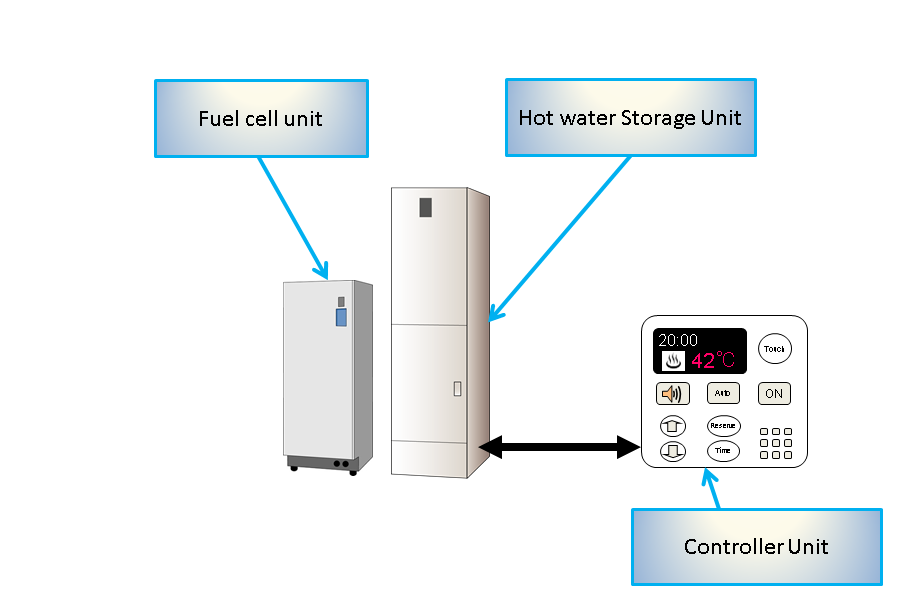 Fuel cell unit
Hot water Storage Unit
20:00
42℃
Touch
Auto
ON
Reserve
Time
Controller Unit